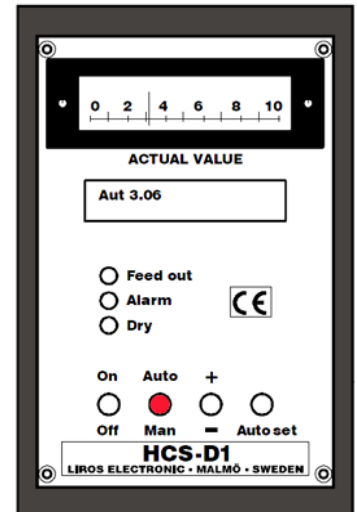 0 2 4 6 8 10
ACTUAL VALUE
Aut 3.06
Feed out
Alarm
Dry
CE
On Auto +
Off Man - Auto set
HCS-D1
LIROS ELECTRONIC • MALMÖ • SWEDEN